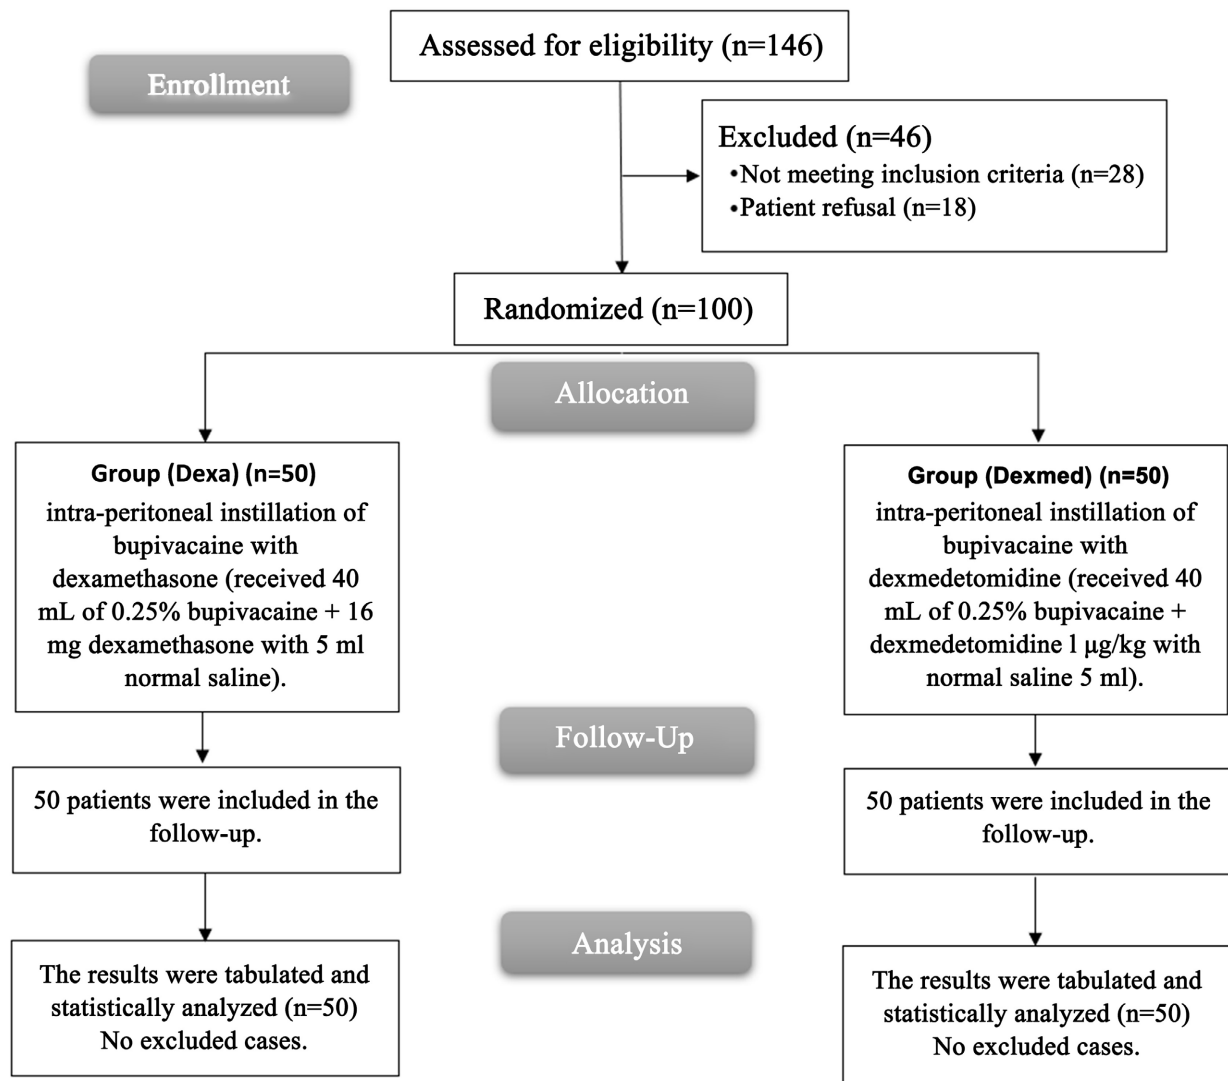 Assessed for eligibility (n=146)
Enrollment
Excluded (n=46)
•Not meeting inclusion criteria (n=28)
•Patient refusal (n=18)
Randomized (n=100)
Allocation
Group (Dexa) (n=50)
intra-peritoneal instillation of
bupivacaine with
dexamethasone (received 40
mL of 0.25% bupivacaine + 16
mg dexamethasone with 5 ml
normal saline).
Group (Dexmed) (n=50)
intra-peritoneal instillation of
bupivacaine with
dexmedetomidine (received 40
mL of 0.25% bupivacaine +
dexmedetomidine l μg/kg with
normal saline 5 ml).
Follow-Up
50 patients were included in the
follow-up.
50 patients were included in the
follow-up.
Analysis
The results were tabulated and
statistically analyzed (n=50)
No excluded cases.
The results were tabulated and
statistically analyzed (n=50)
No excluded cases.